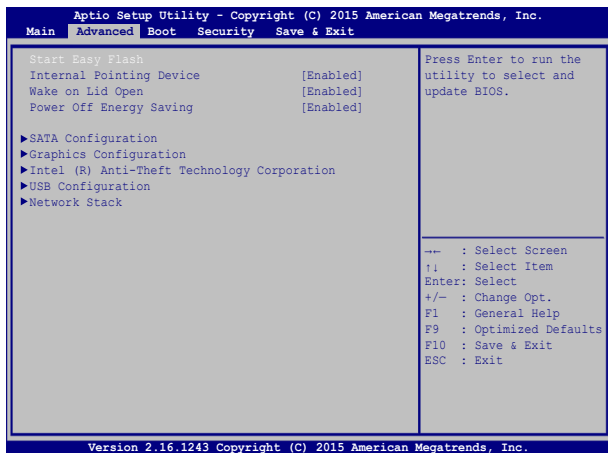 Aptio Setup Utility - Copyright (C) 2015 American Megatrends, Inc.
Main Advanced Boot Security Save & Exit
Start Easy Flash
Internal Pointing Device [Enabled]
Wake on Lid Open [Enabled]
Power Off Energy Saving [Enabled]
▶SATA Configuration
▶Graphics Configuration
▶Intel (R) Anti-Theft Technology Corporation
▶USB Configuration
▶Network Stack
Press Enter to run the
utility to select and
update BIOS.
→← : Select Screen
↑↓ : Select Item
Enter: Select
+/— : Change Opt.
F1 : General Help
F9 : Optimized Defaults
F10 : Save & Exit
ESC : Exit
Version 2.16.1243 Copyright (C) 2015 American Megatrends, Inc.